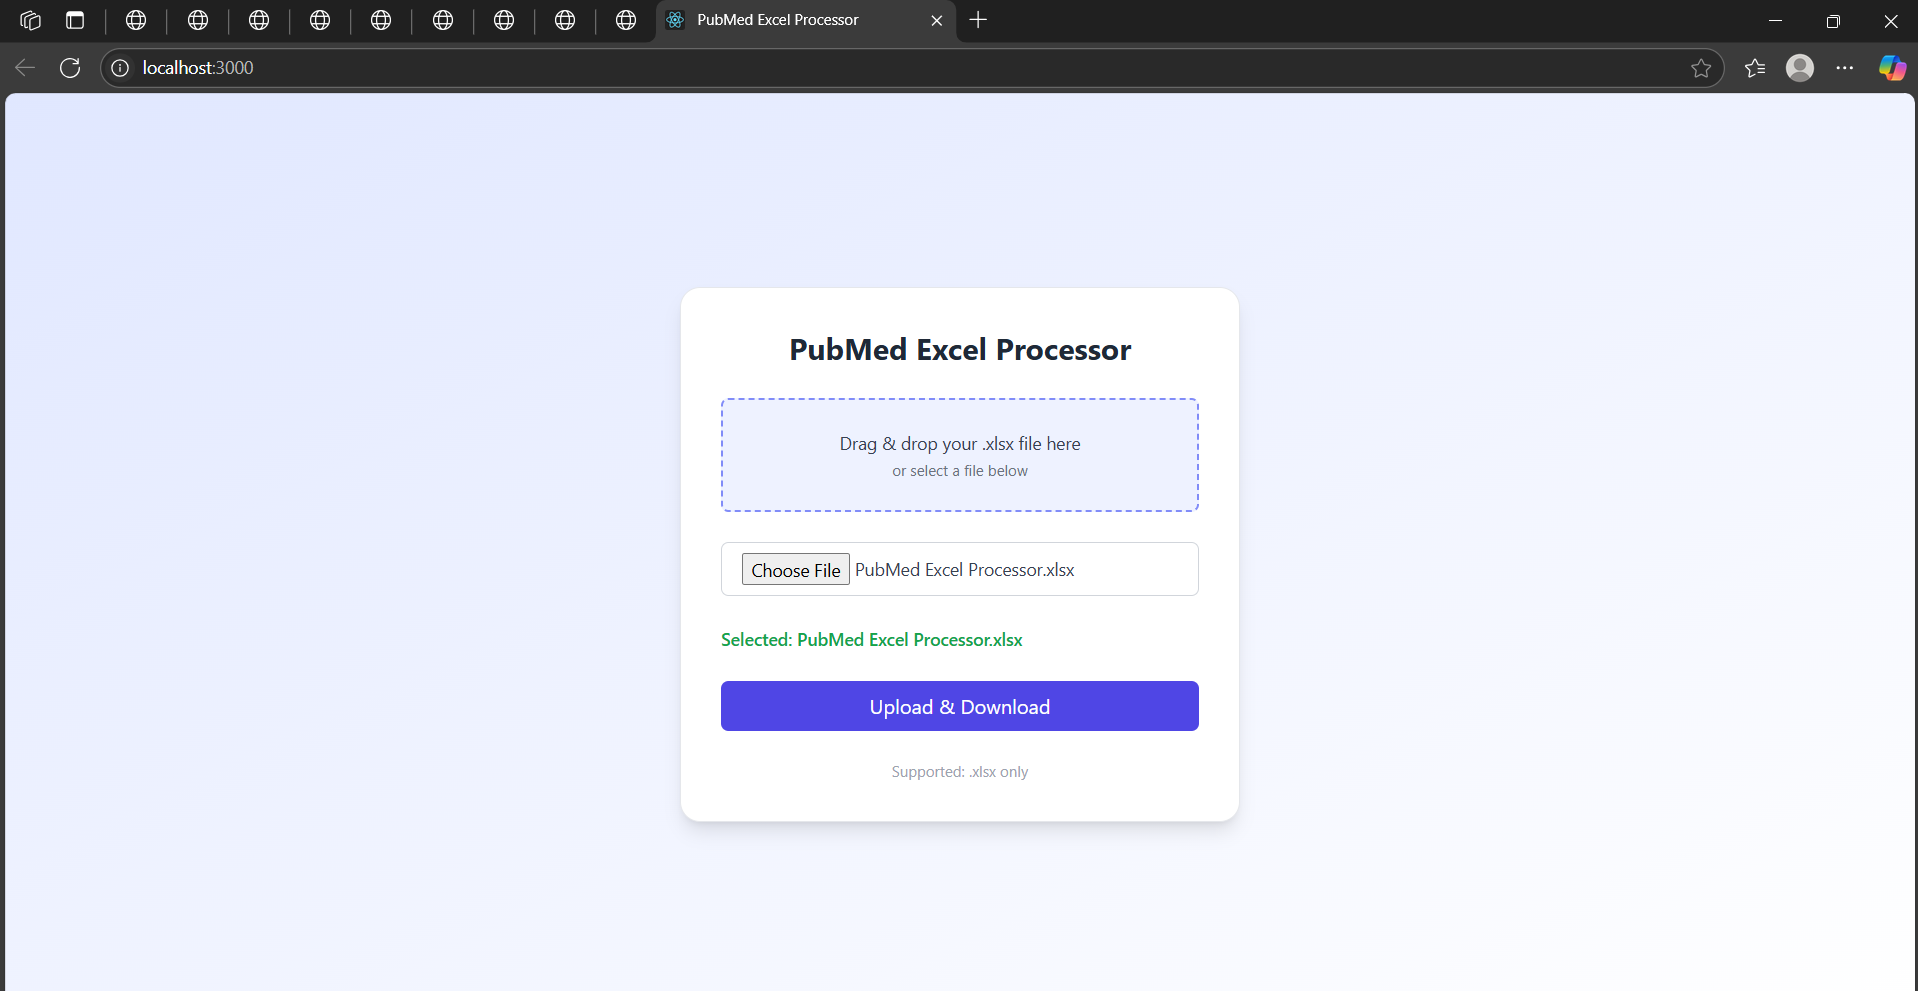 PubMed Excel Processor
localhost:3000
PubMed Excel Processor
Drag & drop your .xlsx file here
or select a file below
Choose File PubMed Excel Processor.xlsx
Selected: PubMed Excel Processor.xlsx
Upload & Download
Supported: .xlsx only